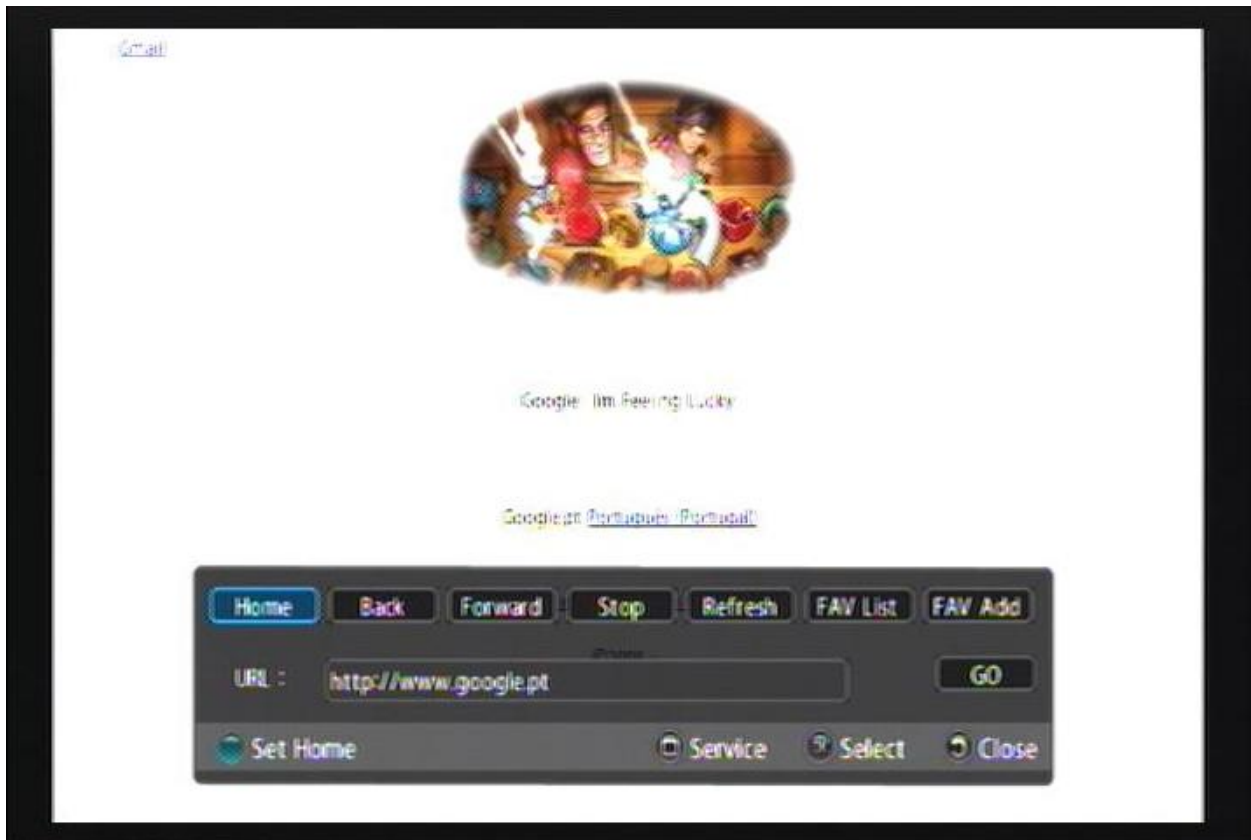 Gmail
Google I'm Feeling Lucky
Google.pt Português (Portugal)
Home Back Forward Stop Refresh FAV List FAV Add
iPhone
URL : http://www.google.pt GO
Set Home Service Select Close